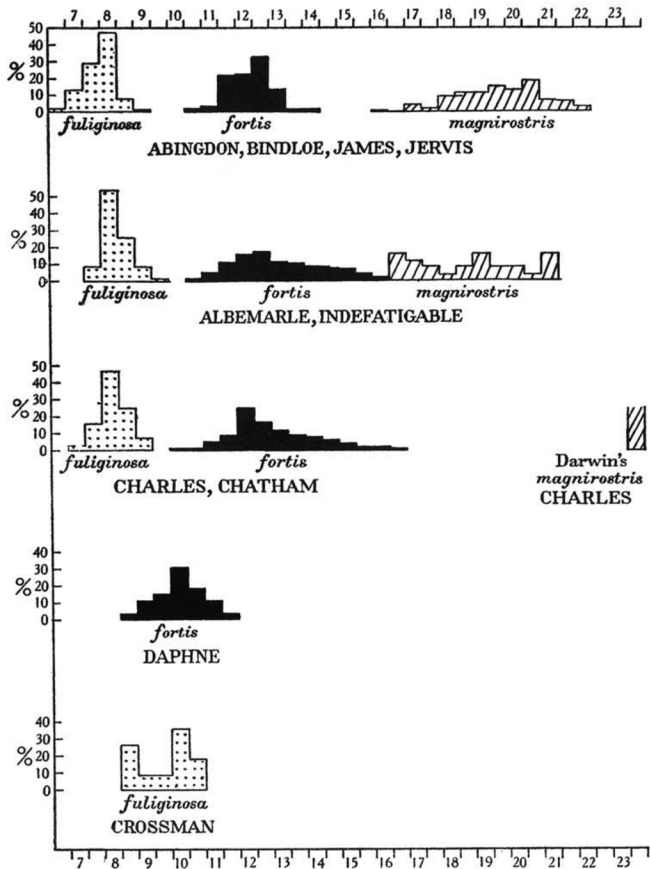 7 8 9 10 11 12 13 14 15 16 17 18 19 20 21 22 23
50
40
% 30
20
10
0
fuliginosa fortis magnirostris
ABINGDON, BINDLOE, JAMES, JERVIS
50
40
% 30
20
10
0
fuliginosa fortis magnirostris
ALBEMARLE, INDEFATIGABLE
50
40
% 30
20
10
0
fuliginosa fortis
CHARLES, CHATHAM
Darwin's
magnirostris
CHARLES
40
30
% 20
10
0
fortis
DAPHNE
40
30
% 20
10
0
fuliginosa
CROSSMAN
7 8 9 10 11 12 13 14 15 16 17 18 19 20 21 22 23